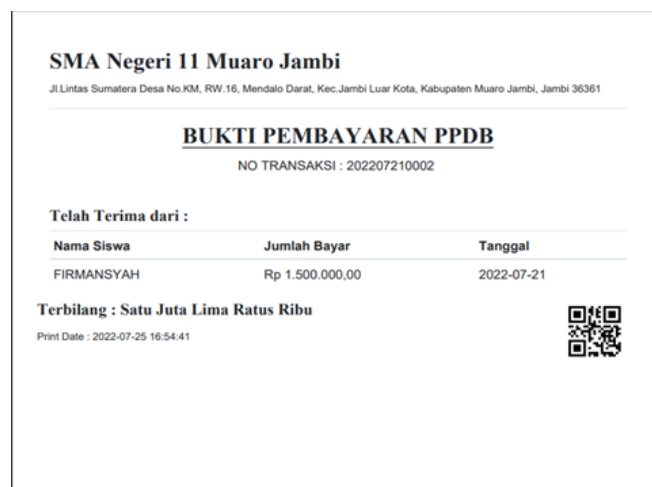 SMA Negeri 11 Muaro Jambi
Jl.Lintas Sumatera Desa No.KM, RW.16, Mendalo Darat, Kec.Jambi Luar Kota, Kabupaten Muaro Jambi, Jambi 36361
BUKTI PEMBAYARAN PPDB
NO TRANSAKSI : 202207210002
Telah Terima dari :
Nama Siswa Jumlah Bayar Tanggal
FIRMANSYAH Rp 1.500.000,00 2022-07-21
Terbilang : Satu Juta Lima Ratus Ribu
Print Date : 2022-07-25 16:54:41